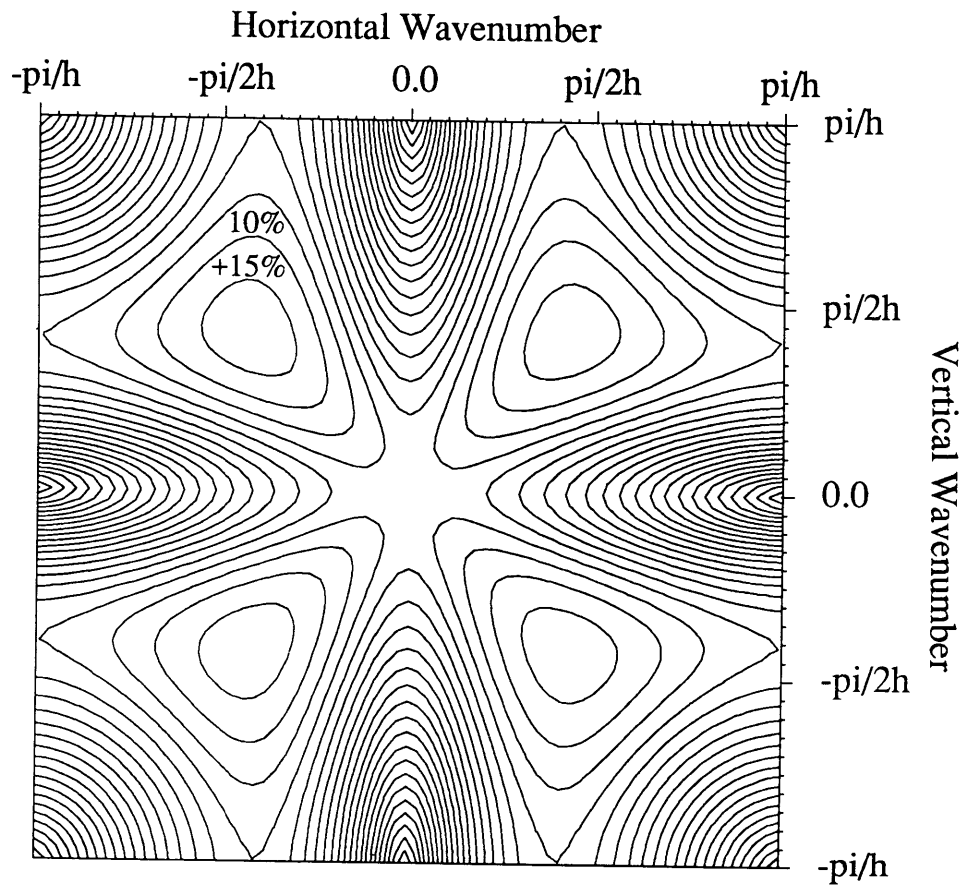 Horizontal Wavenumber
-pi/h -pi/2h 0.0 pi/2h pi/h
pi/h
10%
+15%
pi/2h
0.0
Vertical Wavenumber
-pi/2h
-pi/h